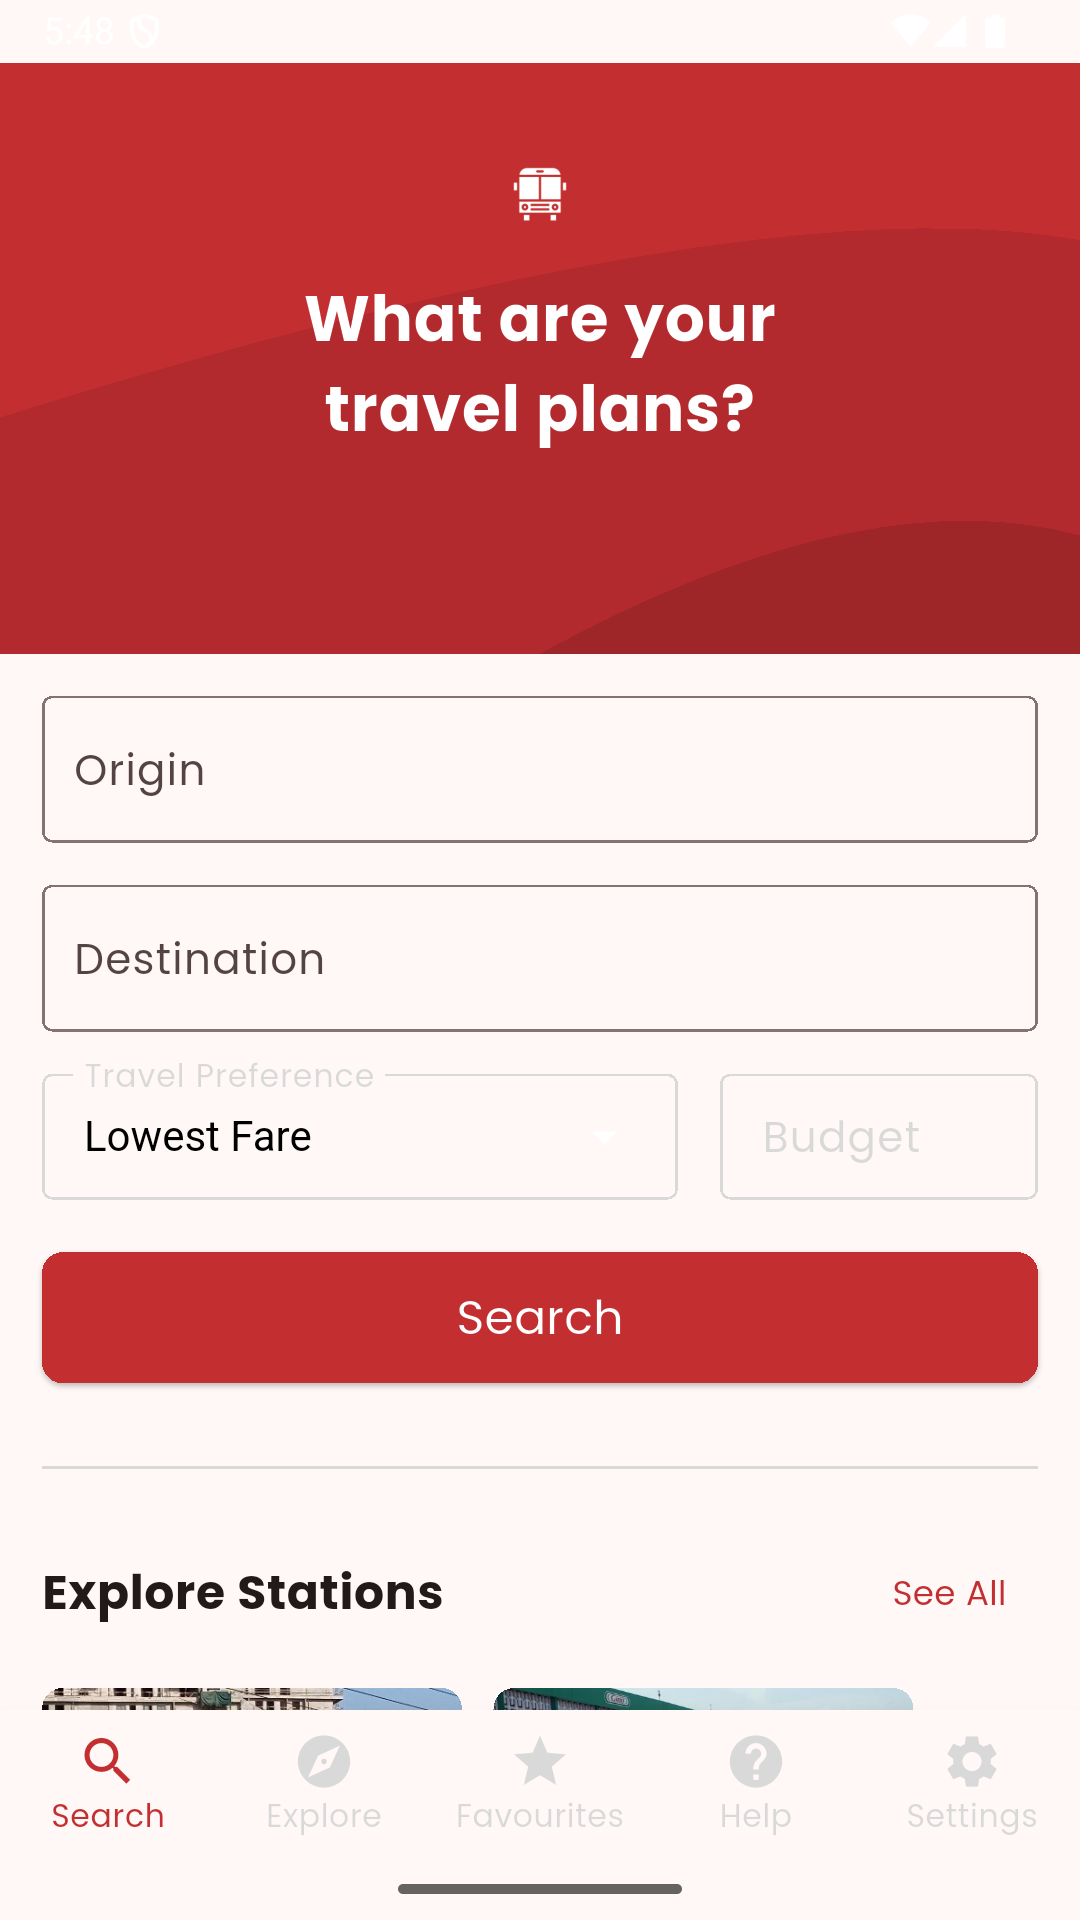 5:48
What are your
travel plans?
Origin
Destination
Travel Preference
Lowest Fare
Budget
Search
Explore Stations
See All
Search
Explore
Favourites
Help
Settings